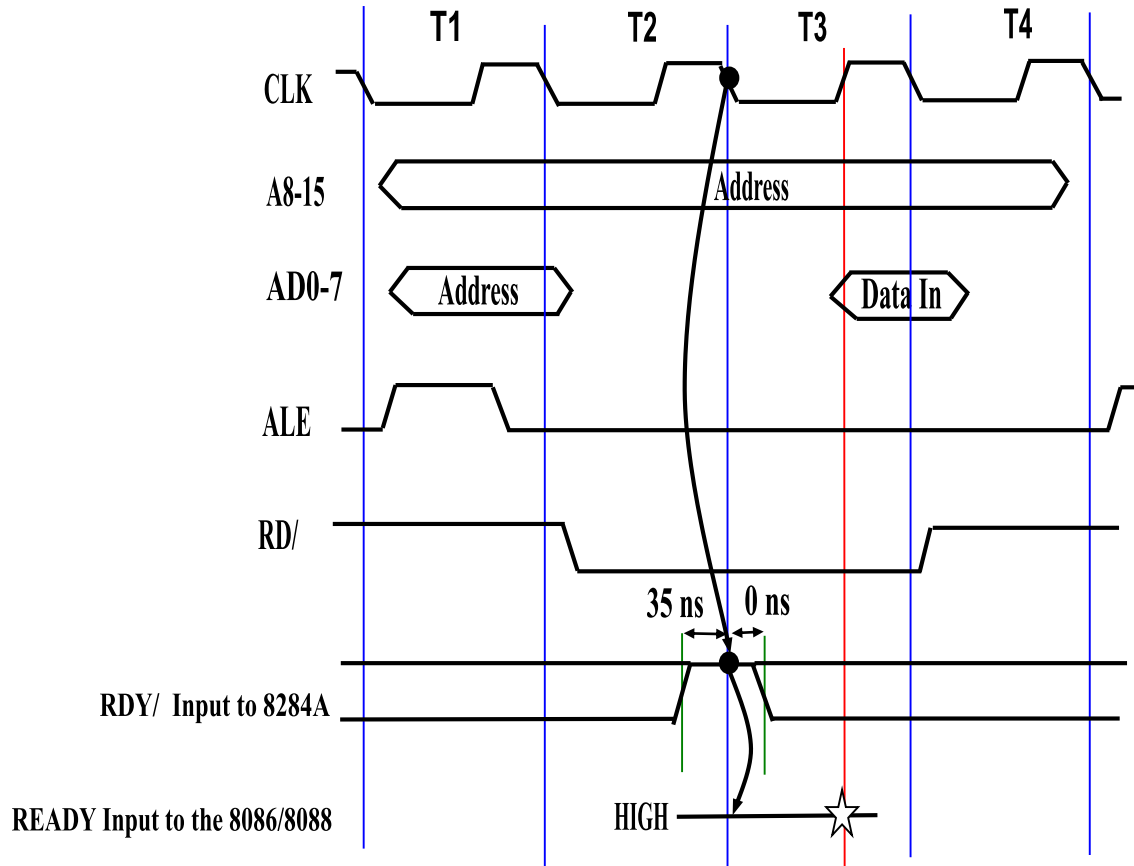 T1 T2 T3 T4
CLK
A8-15 Address
AD0-7 Address Data In
ALE
RD/
35 ns 0 ns
RDY/ Input to 8284A
READY Input to the 8086/8088 HIGH